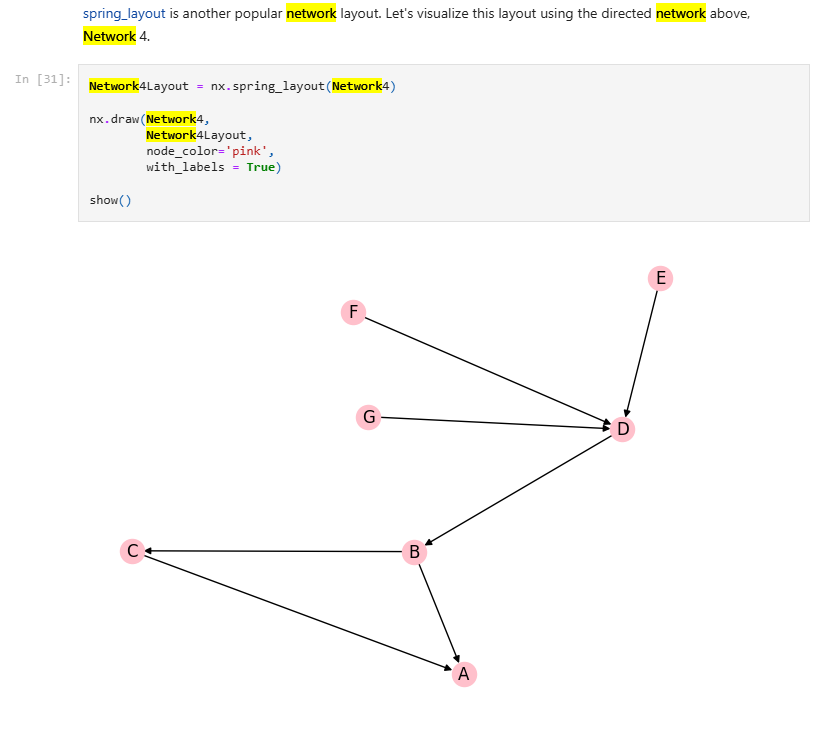 spring_layout is another popular network layout. Let's visualize this layout using the directed network above,
Network 4.
In [31]:
Network4Layout = nx.spring_layout(Network4)
nx.draw(Network4,
Network4Layout,
node_color='pink',
with_labels = True)
show()
E
F
G
D
C
B
A